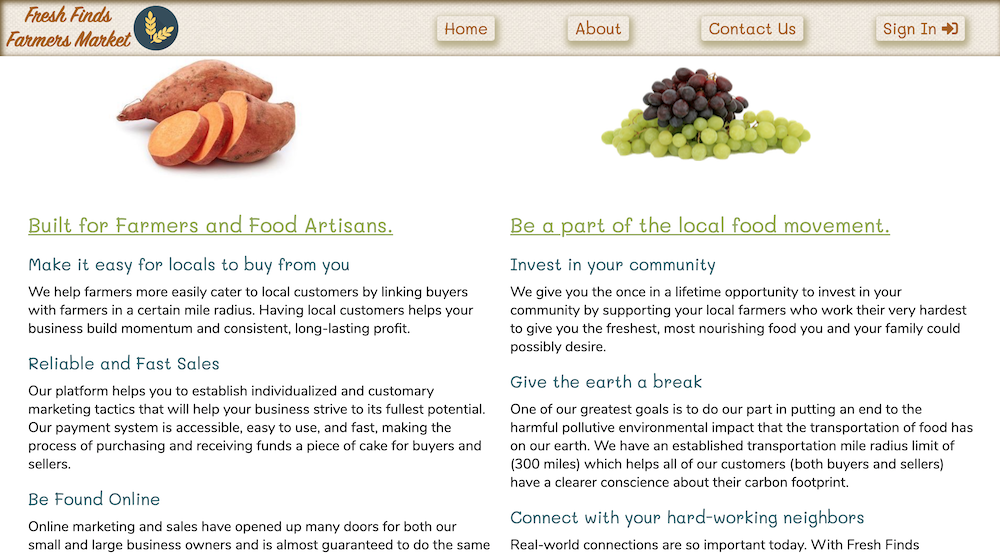 Fresh Finds
Farmers Market
Home
About
Contact Us
Sign In
Built for Farmers and Food Artisans.
Make it easy for locals to buy from you
We help farmers more easily cater to local customers by linking buyers
with farmers in a certain mile radius. Having local customers helps your
business build momentum and consistent, long-lasting profit.
Reliable and Fast Sales
Our platform helps you to establish individualized and customary
marketing tactics that will help your business strive to its fullest potential.
Our payment system is accessible, easy to use, and fast, making the
process of purchasing and receiving funds a piece of cake for buyers and
sellers.
Be Found Online
Online marketing and sales have opened up many doors for both our
small and large business owners and is almost guaranteed to do the same
Be a part of the local food movement.
Invest in your community
We give you the once in a lifetime opportunity to invest in your
community by supporting your local farmers who work their very hardest
to give you the freshest, most nourishing food you and your family could
possibly desire.
Give the earth a break
One of our greatest goals is to do our part in putting an end to the
harmful pollutive environmental impact that the transportation of food has
on our earth. We have an established transportation mile radius limit of
(300 miles) which helps all of our customers (both buyers and sellers)
have a clearer conscience about their carbon footprint.
Connect with your hard-working neighbors
Real-world connections are so important today. With Fresh Finds